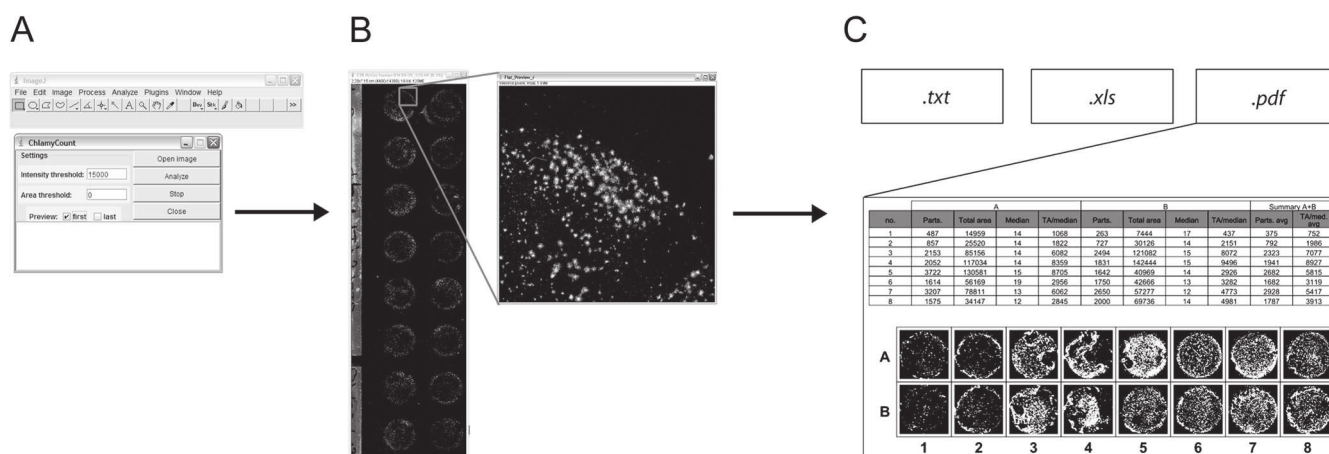 A
B
C
ImageJ
File Edit Image Process Analyze Plugins Window Help
A
Stk
>>
ChlamyCount
Settings
Open image
Intensity threshold: 15000
Analyze
Area threshold: 0
Stop
Preview: first last
Close
Flat_Preview_r
.txt
.xls
.pdf
A B Summary A+B
no. Parts. Total area Median TA/median Parts. Total area Median TA/median Parts. avg TA/med. avg
1 487 14959 14 1068 263 7444 17 437 375 752
2 857 25520 14 1822 727 30126 14 2151 792 1986
3 2153 85156 14 6082 2494 121082 15 8072 2323 7077
4 2052 117034 14 8359 1831 142444 15 9496 1941 8927
5 3722 130581 15 8705 1642 40969 14 2926 2682 5815
6 1614 56169 19 2956 1750 42666 13 3282 1682 3119
7 3207 78811 13 6062 2650 57277 12 4773 2928 5417
8 1575 34147 12 2845 2000 69736 14 4981 1787 3913
A
B
1 2 3 4 5 6 7 8